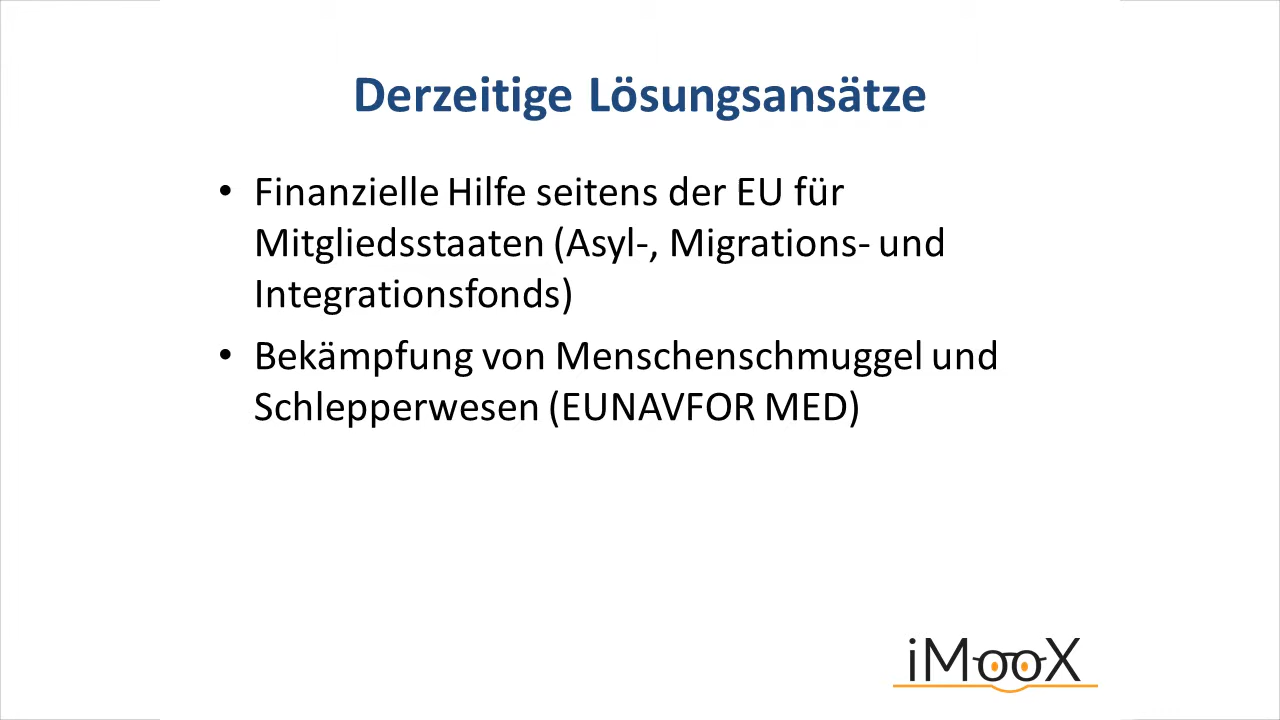 Derzeitige Lösungsansätze
• Finanzielle Hilfe seitens der EU für
Mitgliedsstaaten (Asyl-, Migrations- und
Integrationsfonds)
• Bekämpfung von Menschenschmuggel und
Schlepperwesen (EUNAVFOR MED)
iMooX